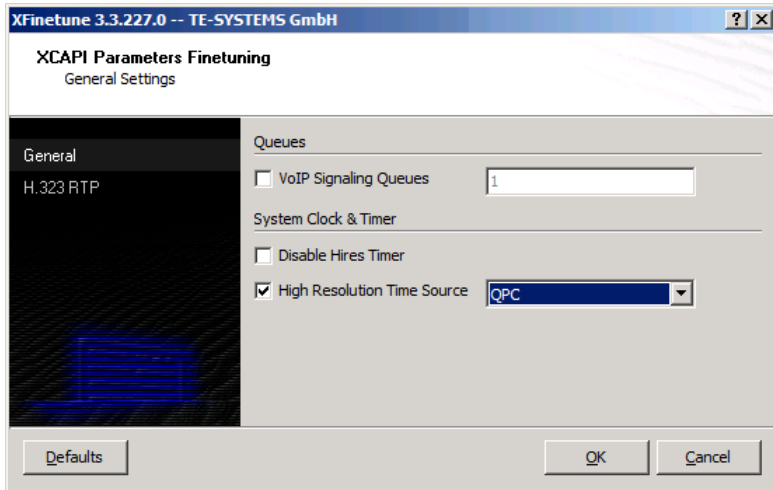 XFinetune 3.3.227.0 -- TE-SYSTEMS GmbH
XCAPI Parameters Finetuning
General Settings
General
H.323 RTP
Queues
VoIP Signaling Queues 1
System Clock & Timer
Disable Hires Timer
High Resolution Time Source QPC
Defaults OK Cancel